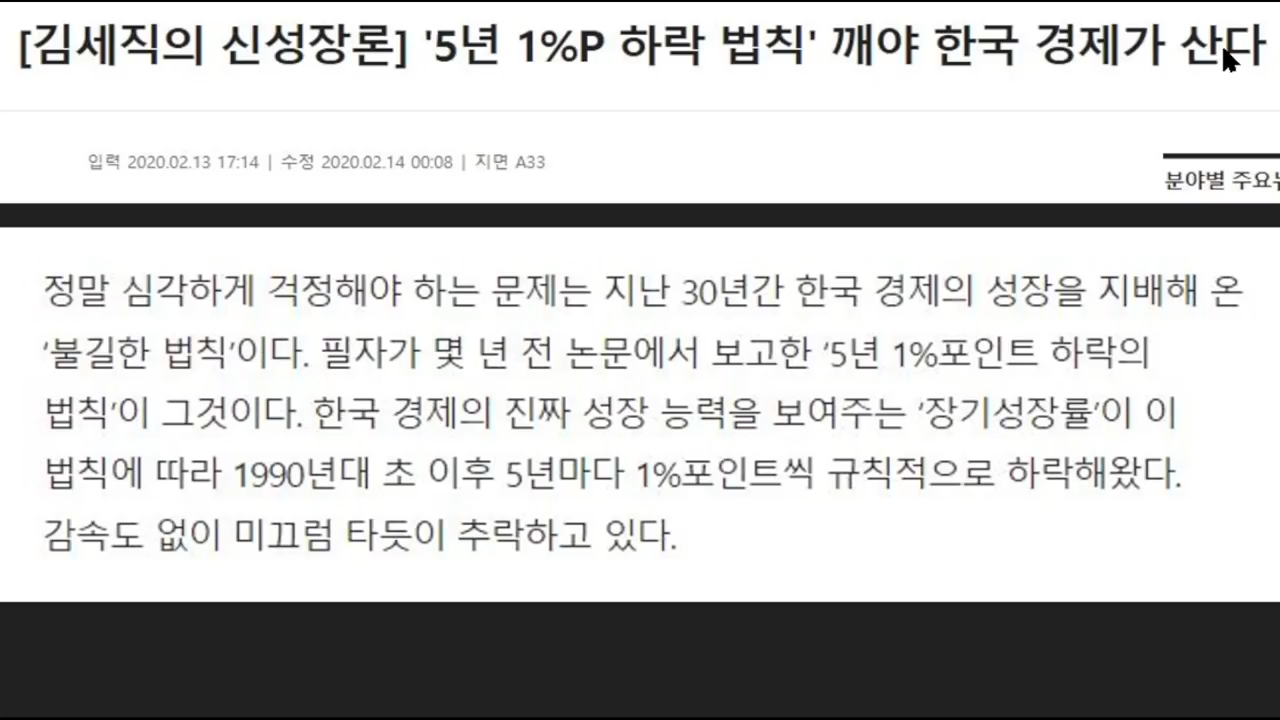 [김세직의 신성장론] '5년 1%P 하락 법칙' 깨야 한국 경제가 산다
입력 2020.02.13 17:14 | 수정 2020.02.14 00:08 | 지면 A33
분야별 주요
정말 심각하게 걱정해야 하는 문제는 지난 30년간 한국 경제의 성장을 지배해 온
'불길한 법칙'이다. 필자가 몇 년 전 논문에서 보고한 '5년 1%포인트 하락의
법칙'이 그것이다. 한국 경제의 진짜 성장 능력을 보여주는 '장기성장률'이 이
법칙에 따라 1990년대 초 이후 5년마다 1%포인트씩 규칙적으로 하락해왔다.
감속도 없이 미끄럼 타듯이 추락하고 있다.